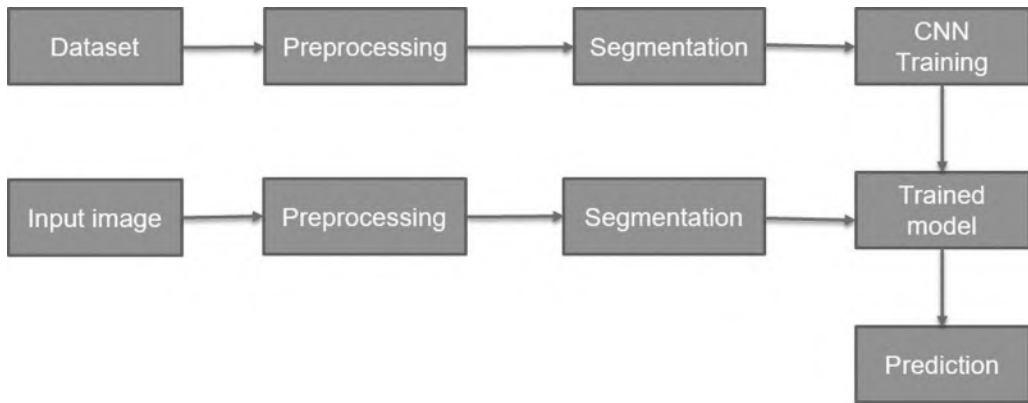 Dataset
Preprocessing
Segmentation
CNN
Training
Input image
Preprocessing
Segmentation
Trained
model
Prediction